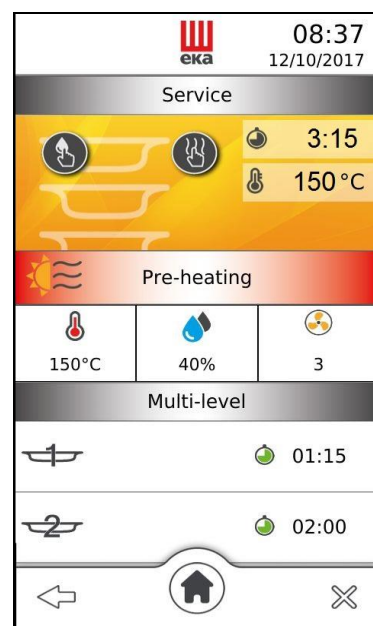 eka
08:37
12/10/2017
Service
3:15
150°C
Pre-heating
150°C 40% 3
Multi-level
1 01:15
2 02:00